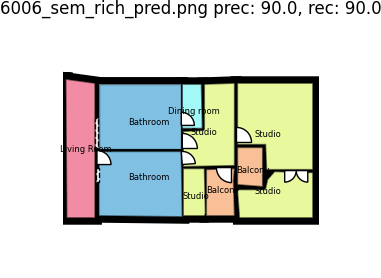 6006_sem_rich_pred.png prec: 90.0, rec: 90.0
Dining room
Bathroom
Studio
Studio
Living Room
Balcony
Bathroom
Balcony
Studio
Studio